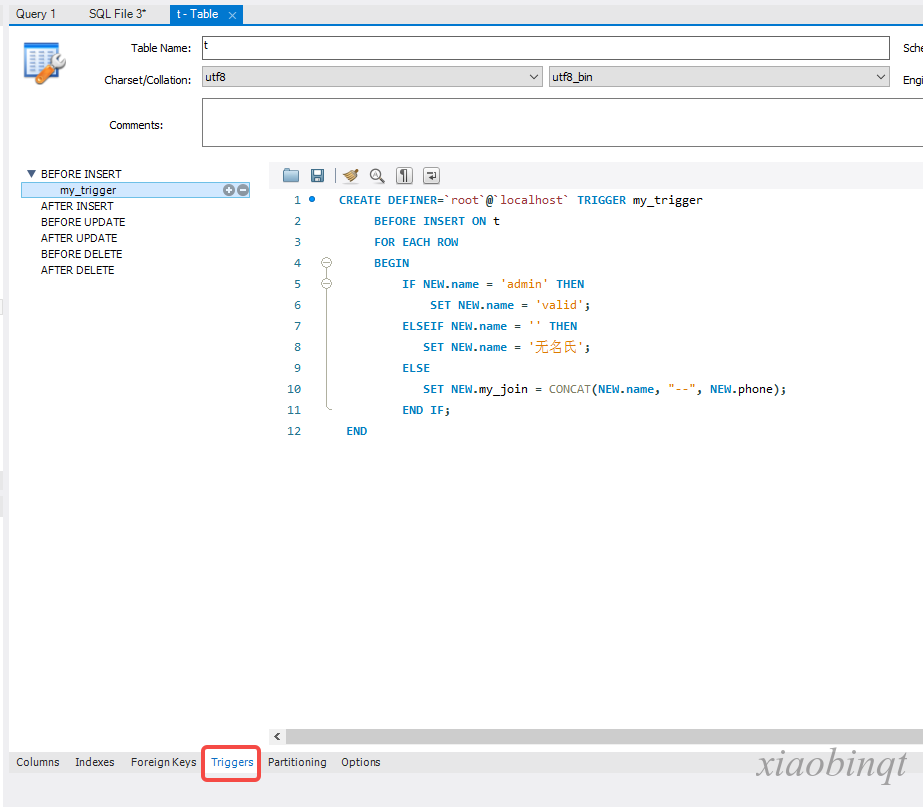 Query 1 SQL File 3* t - Table
Table Name: t Sche
Charset/Collation: utf8 utf8_bin Engi
Comments:
BEFORE INSERT
my_trigger
AFTER INSERT
BEFORE UPDATE
AFTER UPDATE
BEFORE DELETE
AFTER DELETE
1 CREATE DEFINER=`root`@`localhost` TRIGGER my_trigger
2 BEFORE INSERT ON t
3 FOR EACH ROW
4 BEGIN
5 IF NEW.name = 'admin' THEN
6 SET NEW.name = 'valid';
7 ELSEIF NEW.name = '' THEN
8 SET NEW.name = '无名氏';
9 ELSE
10 SET NEW.my_join = CONCAT(NEW.name, "--", NEW.phone);
11 END IF;
12 END
Columns Indexes Foreign Keys Triggers Partitioning Options
xiaobinqt